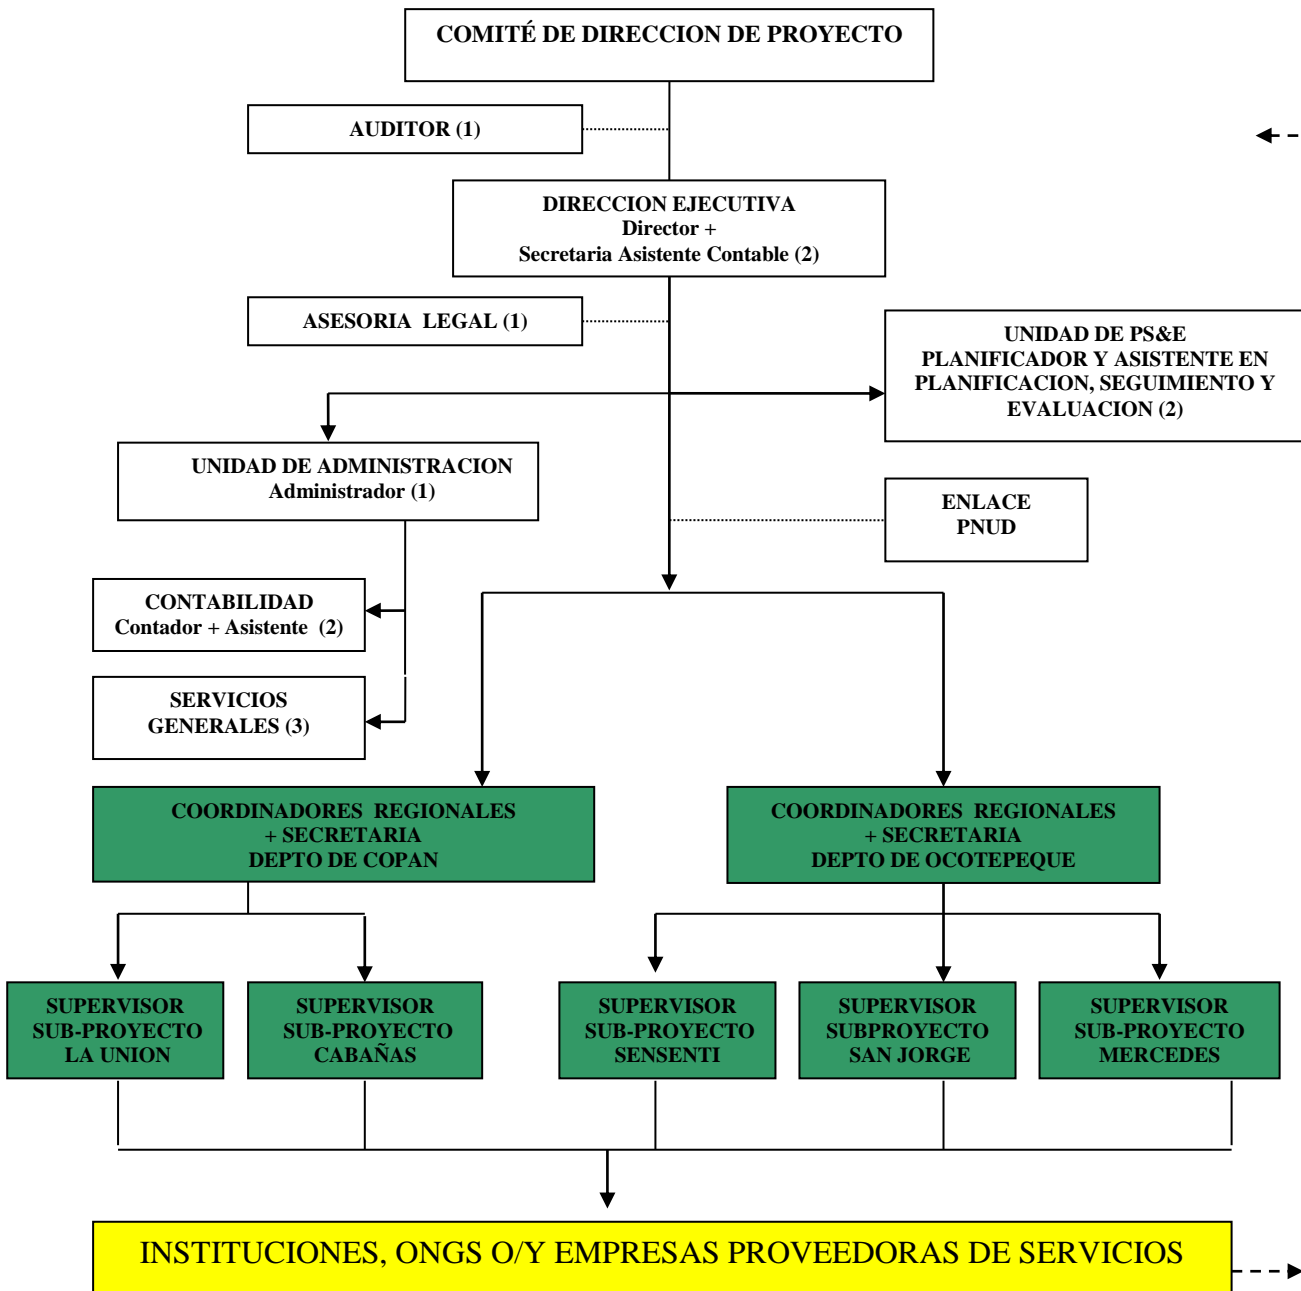 COMITÉ DE DIRECCION DE PROYECTO
AUDITOR (1)
DIRECCION EJECUTIVA
Director +
Secretaria Asistente Contable (2)
ASESORIA LEGAL (1)
UNIDAD DE PS&E
PLANIFICADOR Y ASISTENTE EN
PLANIFICACION, SEGUIMIENTO Y
EVALUACION (2)
UNIDAD DE ADMINISTRACION
Administrador (1)
ENLACE
PNUD
CONTABILIDAD
Contador + Asistente (2)
SERVICIOS
GENERALES (3)
COORDINADORES REGIONALES
+ SECRETARIA
DEPTO DE COPAN
COORDINADORES REGIONALES
+ SECRETARIA
DEPTO DE OCOTEPEQUE
SUPERVISOR
SUB-PROYECTO
LA UNION
SUPERVISOR
SUB-PROYECTO
CABAÑAS
SUPERVISOR
SUB-PROYECTO
SENSENTI
SUPERVISOR
SUBPROYECTO
SAN JORGE
SUPERVISOR
SUB-PROYECTO
MERCEDES
INSTITUCIONES, ONGS O/Y EMPRESAS PROVEEDORAS DE SERVICIOS